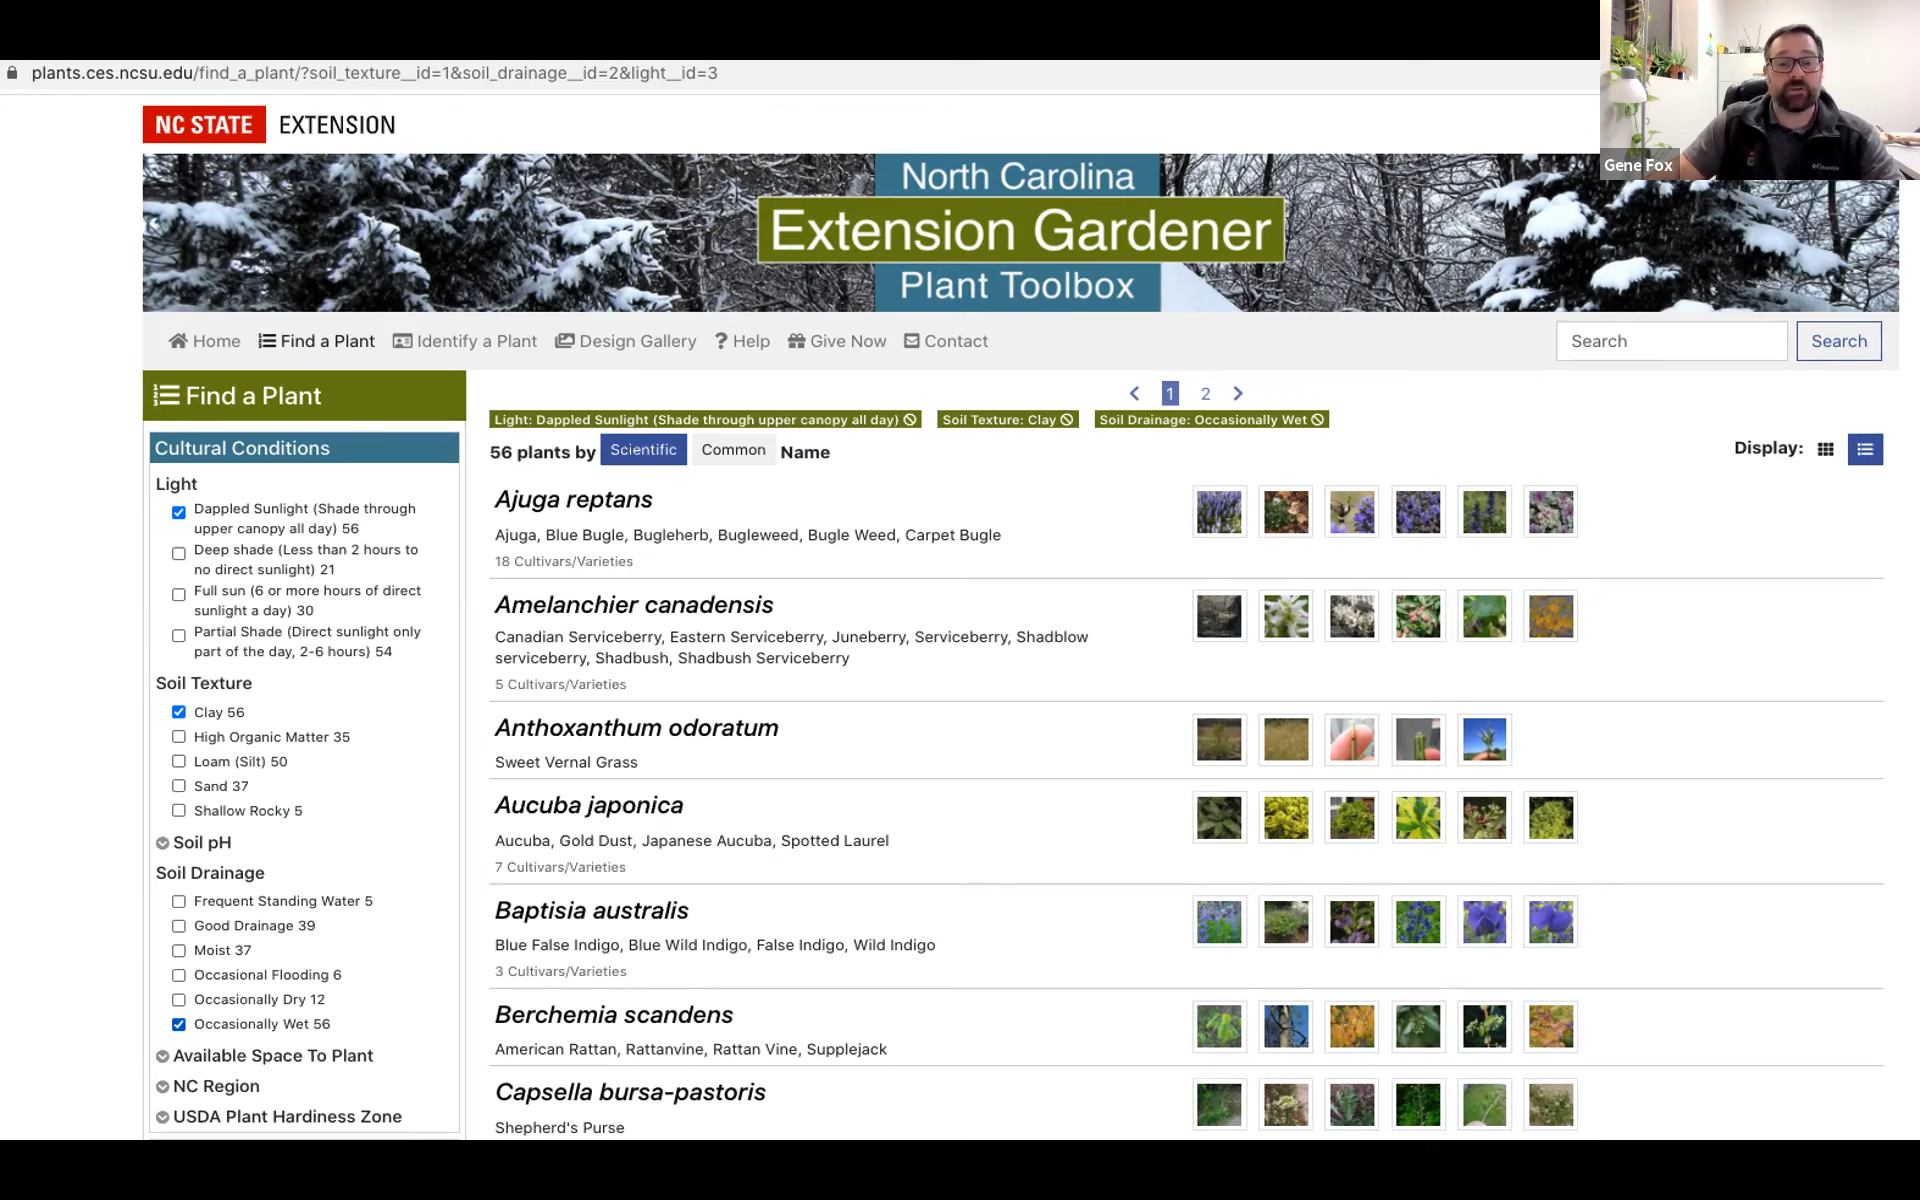 plants.ces.ncsu.edu/find_a_plant/?soil_texture__id=1&soil_drainage__id=2&light__id=3
Gene Fox
NC STATE EXTENSION
North Carolina
Extension Gardener
Plant Toolbox
Home Find a Plant Identify a Plant Design Gallery ? Help Give Now Contact Search Search
Find a Plant
Cultural Conditions
Light
Dappled Sunlight (Shade through
upper canopy all day) 56
Deep shade (Less than 2 hours to
no direct sunlight) 21
Full sun (6 or more hours of direct
sunlight a day) 30
Partial Shade (Direct sunlight only
part of the day, 2-6 hours) 54
Soil Texture
Clay 56
High Organic Matter 35
Loam (Silt) 50
Sand 37
Shallow Rocky 5
Soil pH
Soil Drainage
Frequent Standing Water 5
Good Drainage 39
Moist 37
Occasional Flooding 6
Occasionally Dry 12
Occasionally Wet 56
Available Space To Plant
NC Region
USDA Plant Hardiness Zone
1 2
Light: Dappled Sunlight (Shade through upper canopy all day) Soil Texture: Clay Soil Drainage: Occasionally Wet
56 plants by Scientific Common Name
Display:
Ajuga reptans
Ajuga, Blue Bugle, Bugleherb, Bugleweed, Bugle Weed, Carpet Bugle
18 Cultivars/Varieties
Amelanchier canadensis
Canadian Serviceberry, Eastern Serviceberry, Juneberry, Serviceberry, Shadblow
serviceberry, Shadbush, Shadbush Serviceberry
5 Cultivars/Varieties
Anthoxanthum odoratum
Sweet Vernal Grass
Aucuba japonica
Aucuba, Gold Dust, Japanese Aucuba, Spotted Laurel
7 Cultivars/Varieties
Baptisia australis
Blue False Indigo, Blue Wild Indigo, False Indigo, Wild Indigo
3 Cultivars/Varieties
Berchemia scandens
American Rattan, Rattanvine, Rattan Vine, Supplejack
Capsella bursa-pastoris
Shepherd's Purse